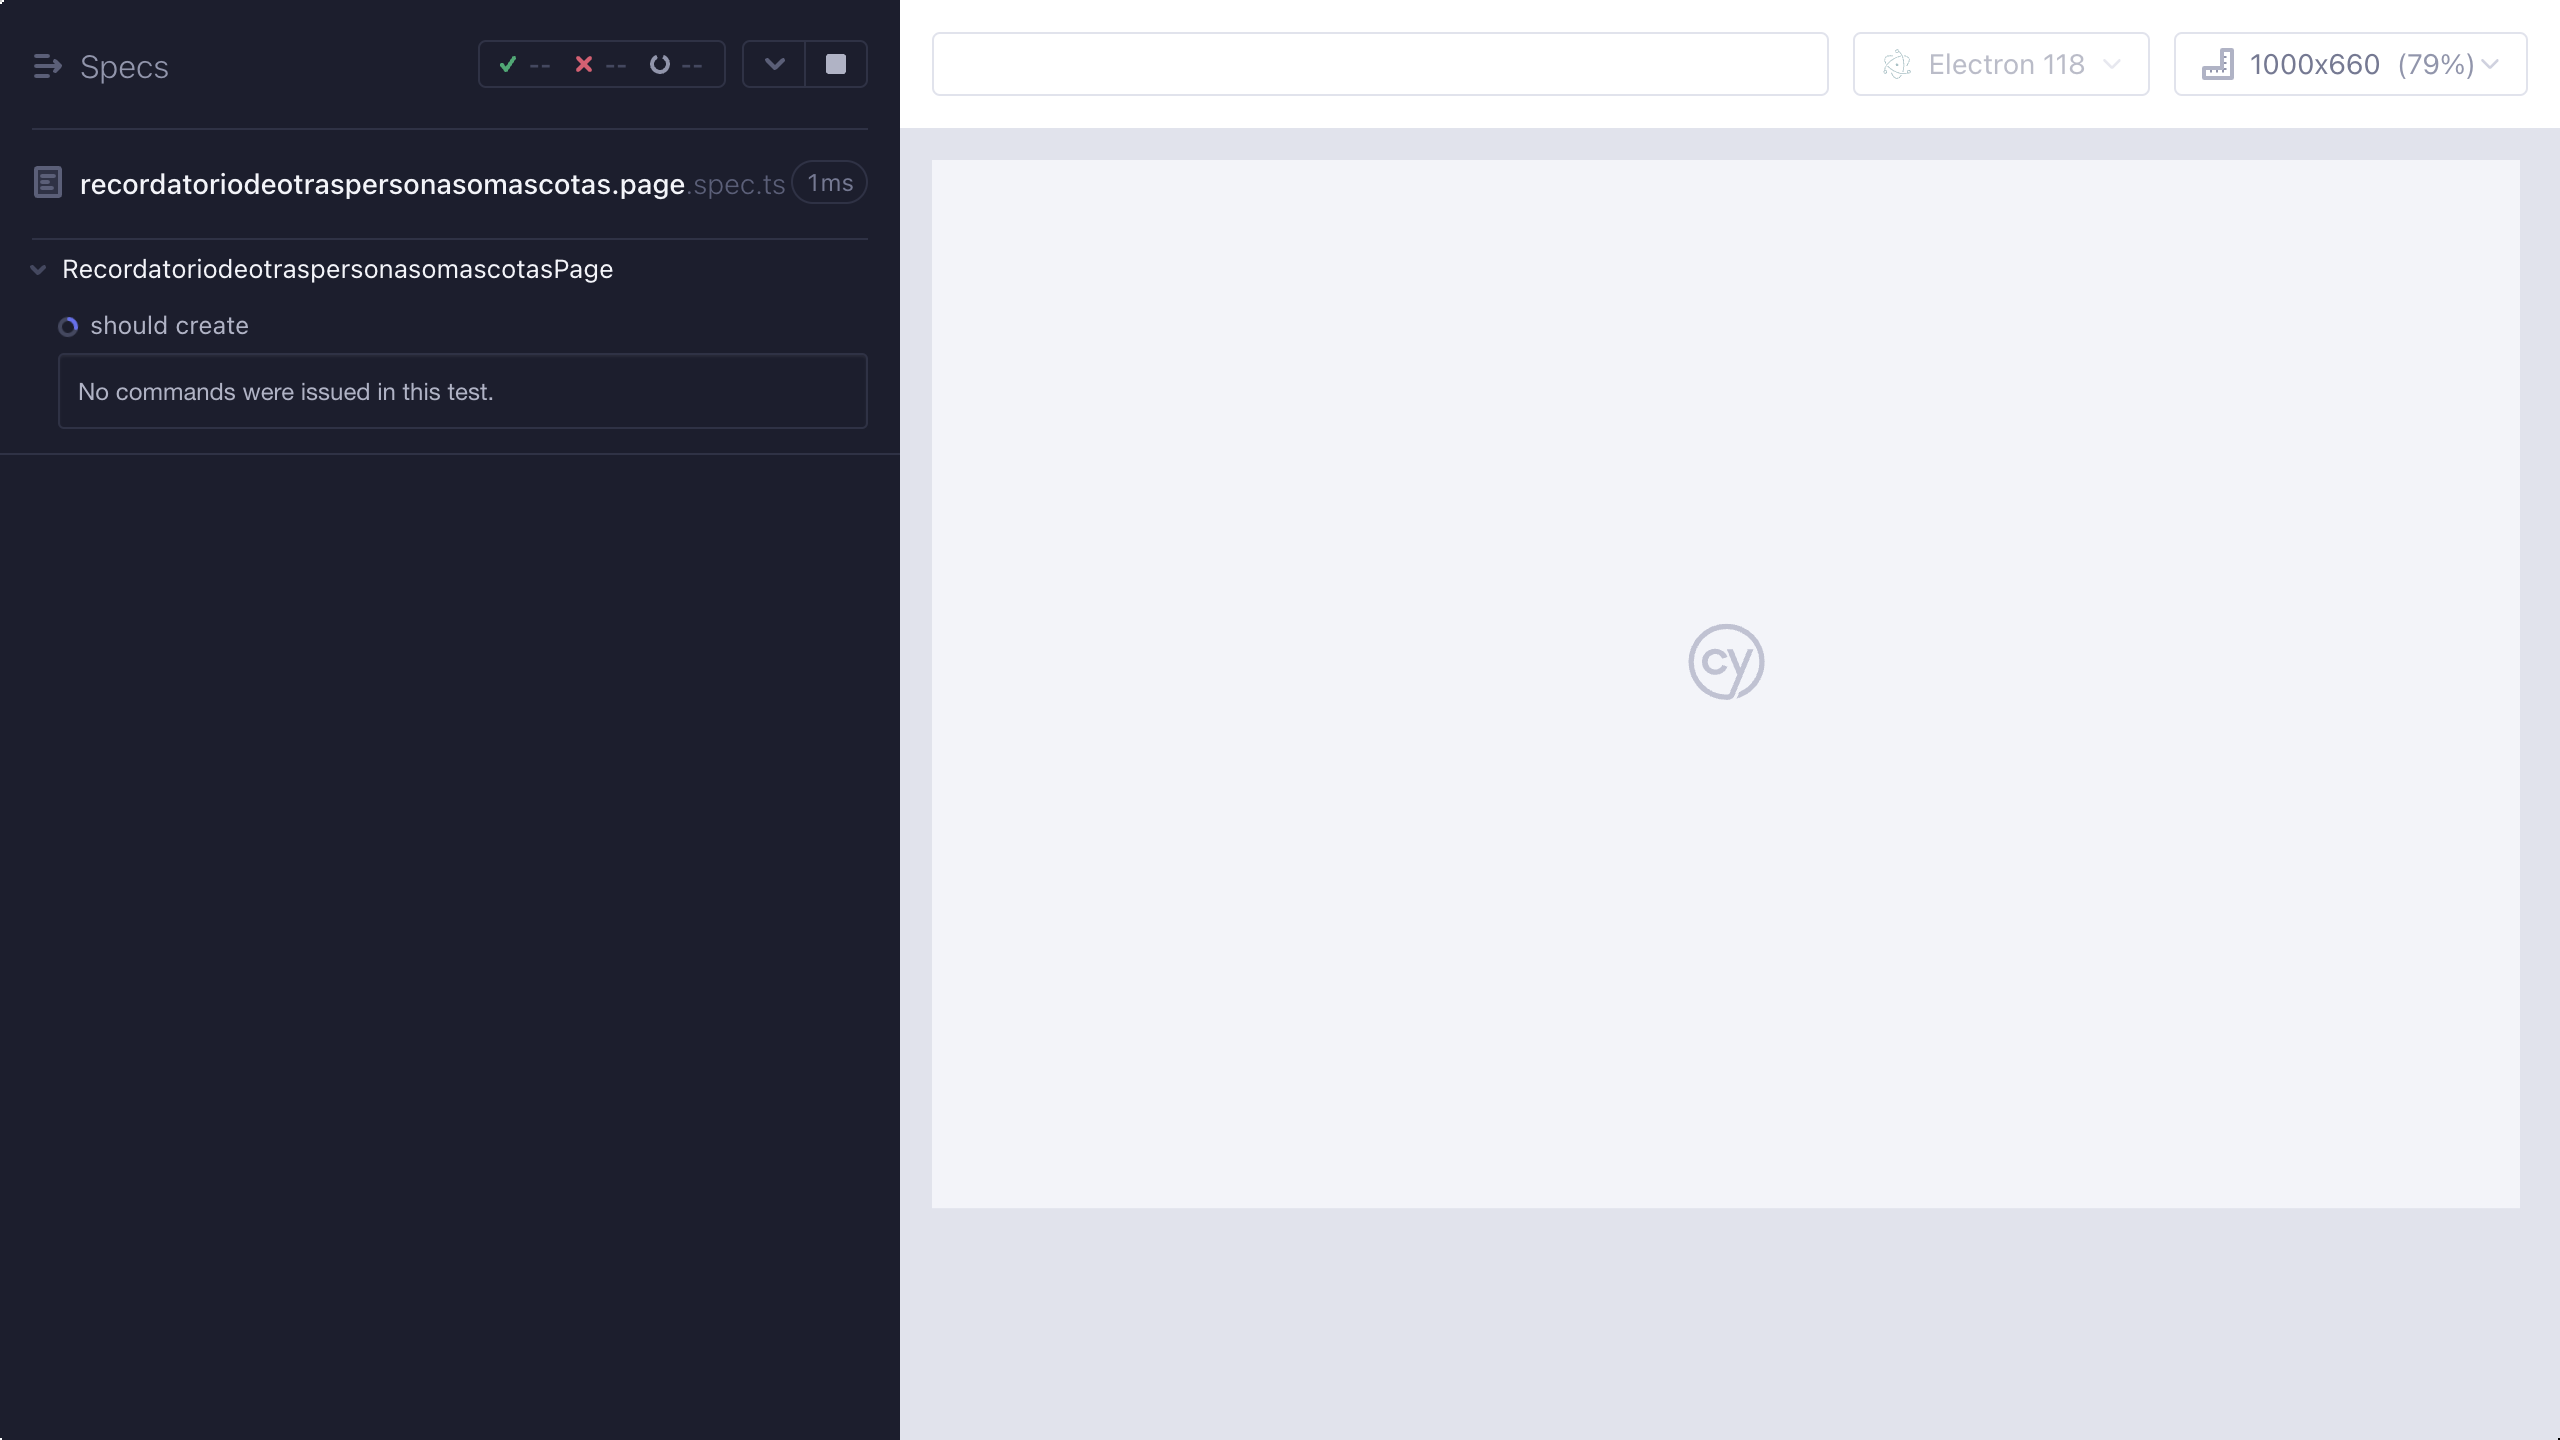 Specs
-- -- --
Electron 118
1000x660 (79%)
recordatoriodeotraspersonasomascotas.page.spec.ts 1ms
RecordatoriodeotraspersonasomascotasPage
should create
No commands were issued in this test.
cy